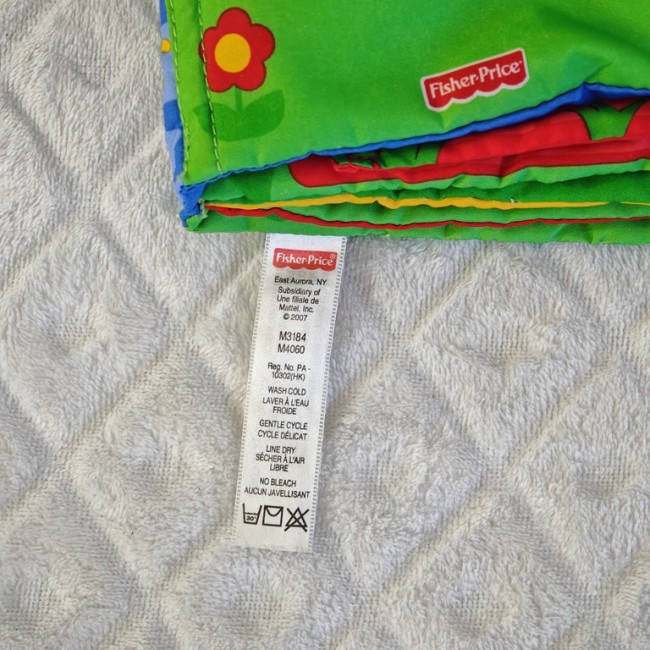 Fisher-Price
Fisher-Price
East Aurora, NY
Subsidiary of
Une filiale de
Mattel, Inc.
© 2007
M3184
M4060
Reg. No. PA -
10302(HK)
WASH COLD
LAVER À L'EAU
FROIDE
GENTLE CYCLE
CYCLE DÉLICAT
LINE DRY
SÉCHER À L'AIR
LIBRE
NO BLEACH
AUCUN JAVELLISANT
30°